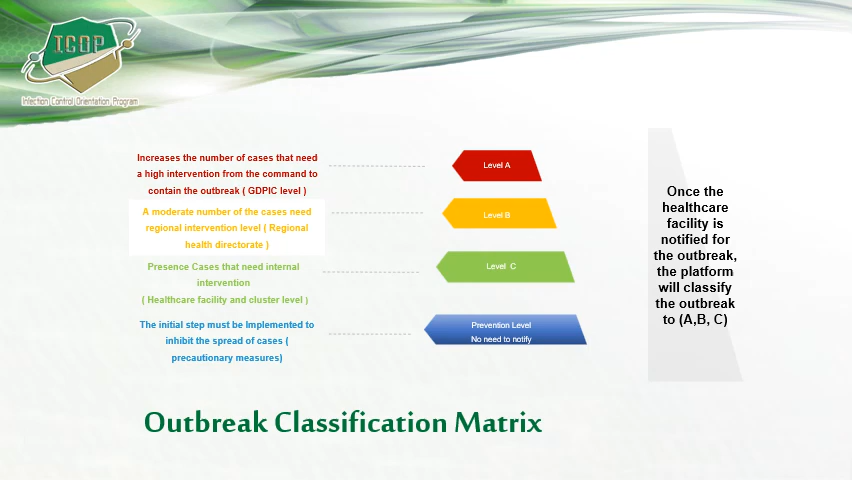 ICOP
Infection Control Orientation Program
Increases the number of cases that need
a high intervention from the command to
contain the outbreak ( GDPIC level )
Level A
A moderate number of the cases need
regional intervention level ( Regional
health directorate )
Level B
Presence Cases that need internal
intervention
( Healthcare facility and cluster level )
Level C
The initial step must be Implemented to
inhibit the spread of cases (
precautionary measures)
Prevention Level
No need to notify
Once the
healthcare
facility is
notified for
the outbreak,
the platform
will classify
the outbreak
to (A,B, C)
Outbreak Classification Matrix